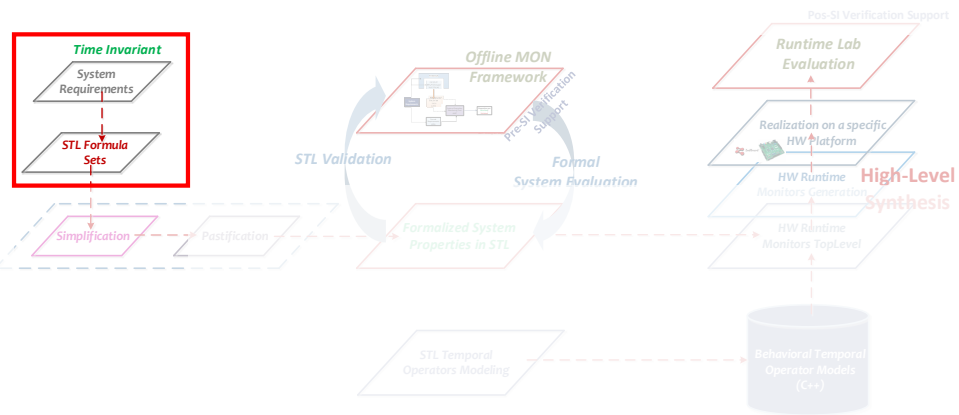 Pos-SI Verification Support
Time Invariant
System
Requirements
STL Formula
Sets
Offline MON
Framework
Pre-SI Verification
Support
STL Validation
Formal
System Evaluation
Runtime Lab
Evaluation
Realization on a specific
HW Platform
HW Runtime
Monitors Generation
High-Level
Synthesis
Simplification
Pastification
Formalized System
Properties in STL
HW Runtime
Monitors TopLevel
STL Temporal
Operators Modeling
Behavioral Temporal
Operator Models
(C++)